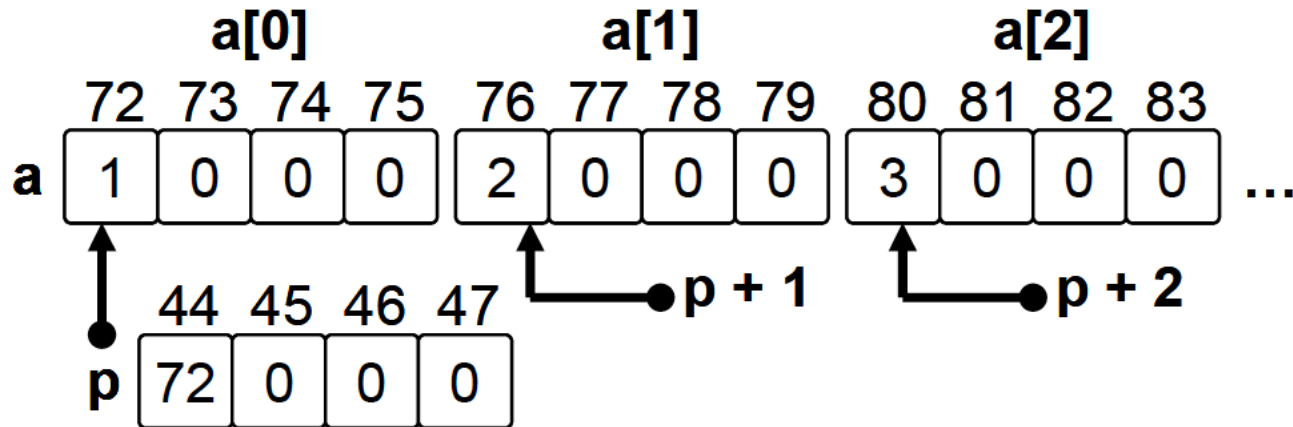 a[0] a[1] a[2]
72 73 74 75 76 77 78 79 80 81 82 83
a 1 0 0 0 2 0 0 0 3 0 0 0 ...
p + 1 p + 2
44 45 46 47
p 72 0 0 0